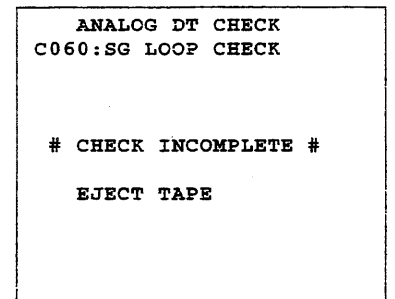 ANALOG DT CHECK
C060:SG LOOP CHECK
# CHECK INCOMPLETE #
EJECT TAPE